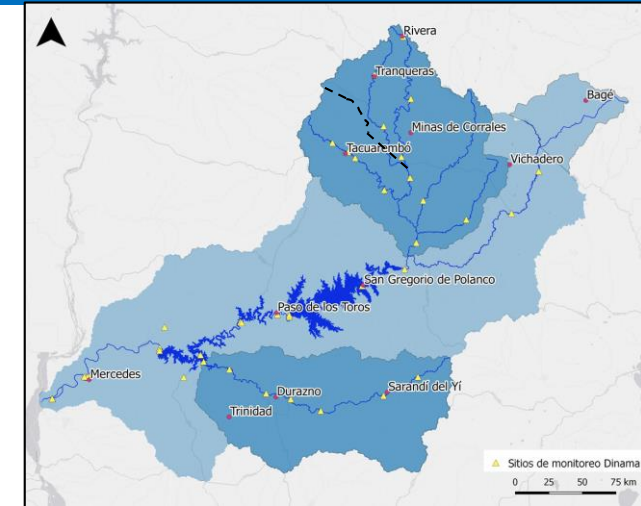 Rivera
Tranqueras
Bagé
Minas de Corrales
Tacuarembó
Vichadero
San Gregorio de Polanco
Paso de los Toros
Mercedes
Durazno
Sarandí del Yí
Trinidad
Sitios de monitoreo Dinama
0 25 50 75 km